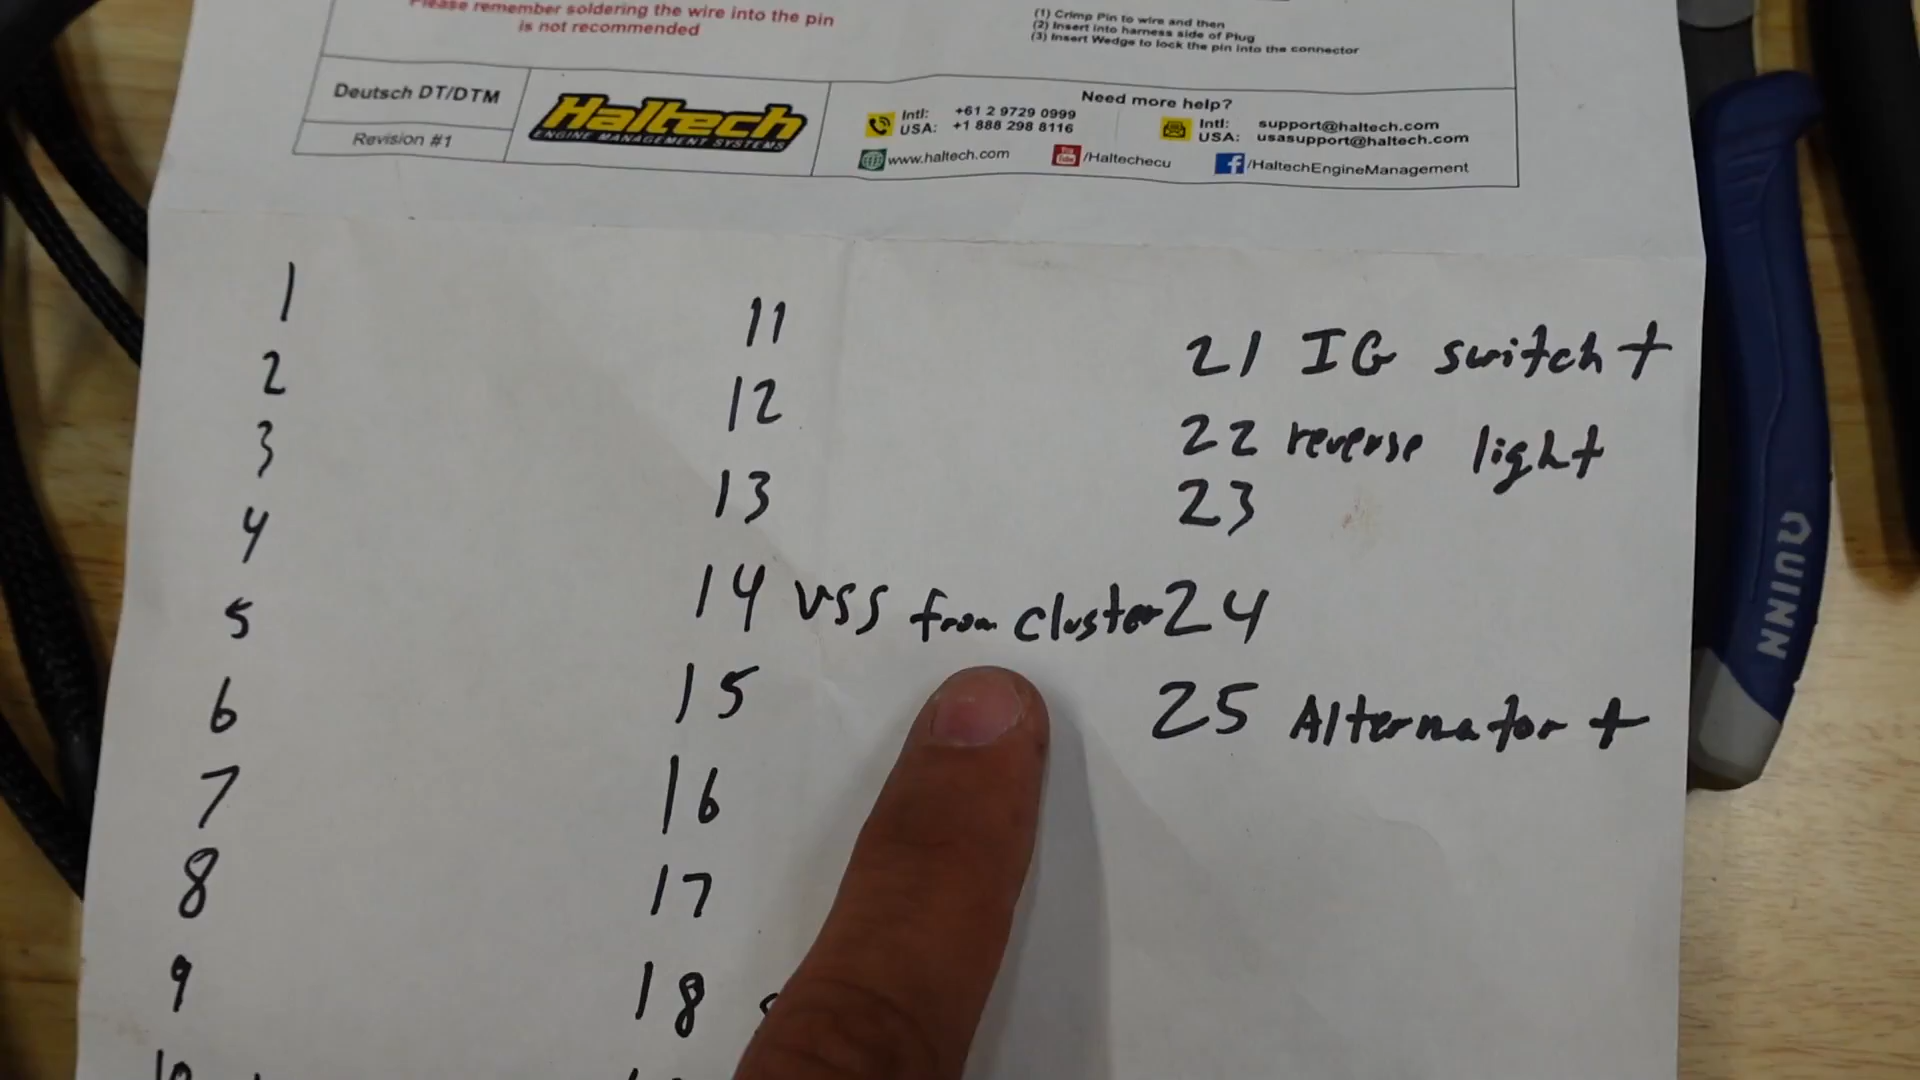 Please remember soldering the wire into the pin
is not recommended
(1) Crimp Pin to wire and then
(2) Insert into harness side of Plug
(3) Insert Wedge to lock the pin into the connector
Deutsch DT/DTM
Revision #1
Haltech
ENGINE MANAGEMENT SYSTEMS
Need more help?
Intl: +61 2 9729 0999
USA: +1 888 298 8116
Intl: support@haltech.com
USA: usasupport@haltech.com
www.haltech.com
You Tube /Haltechecu
f /HaltechEngineManagement
1
2
3
4
5
6
7
8
9
10
11
12
13
14 VSS from cluster
15
16
17
18
21 IG switch +
22 reverse light
23
24
25 Alternator +
QUINN